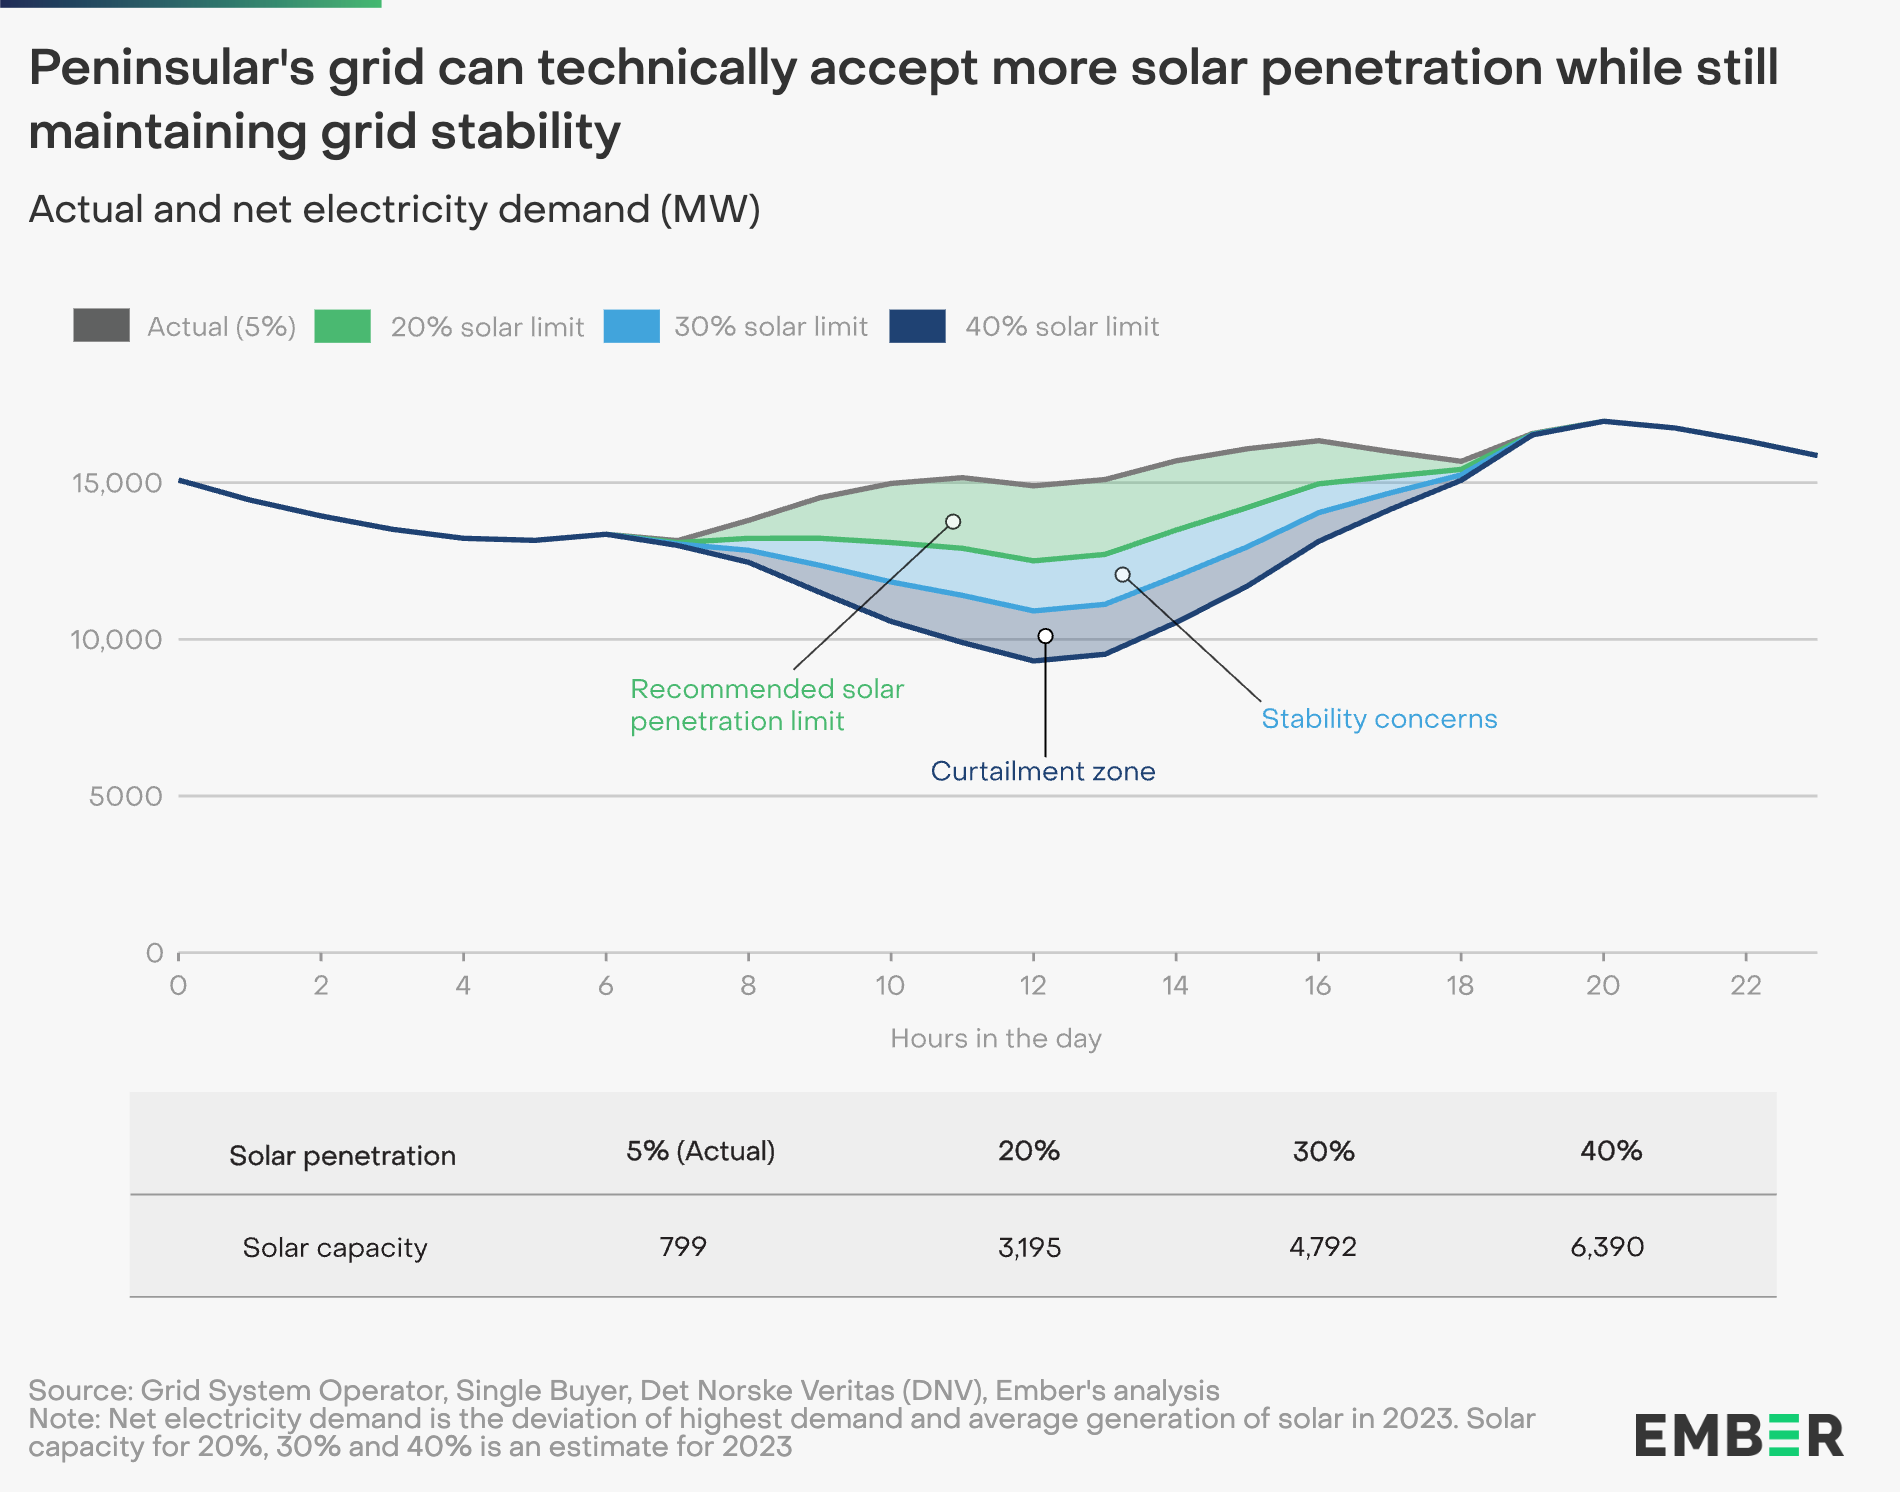 Peninsular's grid can technically accept more solar penetration while still
maintaining grid stability
Actual and net electricity demand (MW)
Actual (5%) 20% solar limit 30% solar limit 40% solar limit
15,000
10,000
Recommended solar
penetration limit
Stability concerns
Curtailment zone
5000
0
0 2 4 6 8 10 12 14 16 18 20 22
Hours in the day
Solar penetration 5% (Actual) 20% 30% 40%
Solar capacity 799 3,195 4,792 6,390
Source: Grid System Operator, Single Buyer, Det Norske Veritas (DNV), Ember's analysis
Note: Net electricity demand is the deviation of highest demand and average generation of solar in 2023. Solar
capacity for 20%, 30% and 40% is an estimate for 2023
EMBER